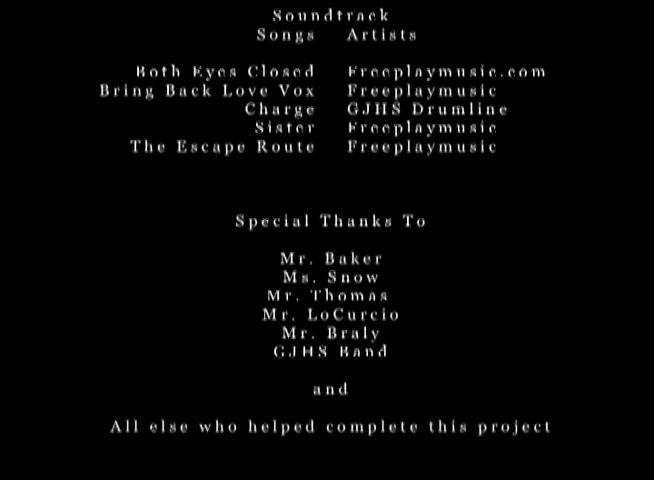 Soundtrack
Songs Artists
Both Eyes Closed Freeplaymusic.com
Bring Back Love Vox Freeplaymusic
Charge GJHS Drumline
Sister Freeplaymusic
The Escape Route Freeplaymusic
Special Thanks To
Mr. Baker
Ms. Snow
Mr. Thomas
Mr. LoCurcio
Mr. Braly
GJHS Band
and
All else who helped complete this project